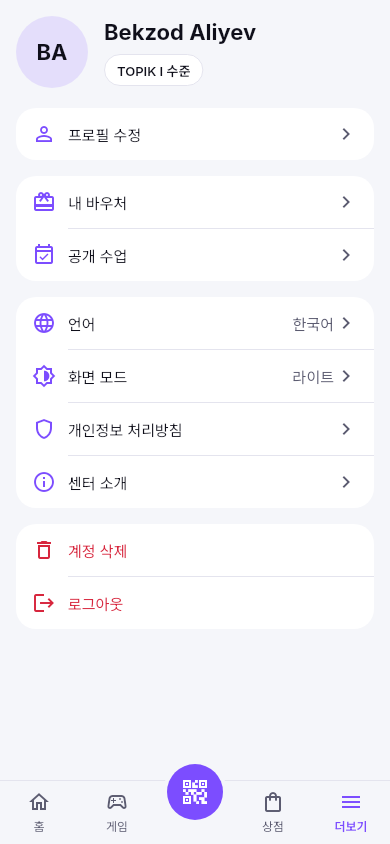 BA
Bekzod Aliyev
TOPIK I 수준
프로필 수정
내 바우처
공개 수업
언어 한국어
화면 모드 라이트
개인정보 처리방침
센터 소개
계정 삭제
로그아웃
홈 게임 상점 더보기